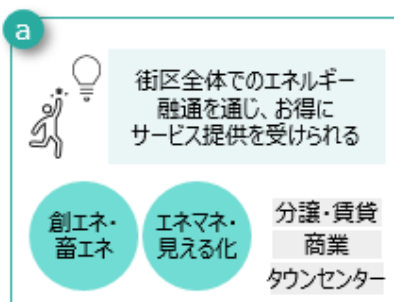 a
街区全体でのエネルギー
融通を通じ、お得に
サービス提供を受けられる
創エネ・
畜エネ
エネマネ・
見える化
分譲・賃貸
商業
タウンセンター